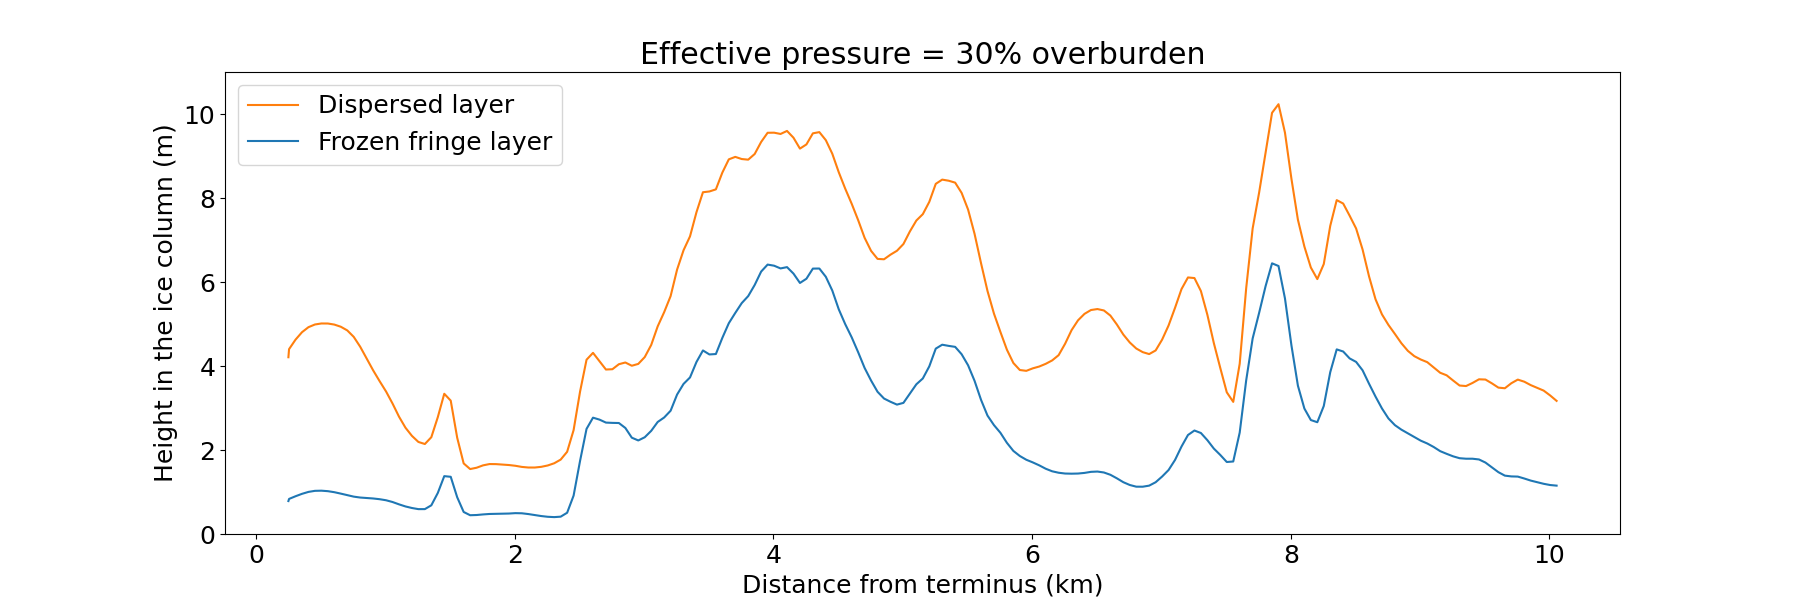 Effective pressure = 30% overburden
Dispersed layer
Frozen fringe layer
Height in the ice column (m)
10
8
6
4
2
0
0 2 4 6 8 10
Distance from terminus (km)